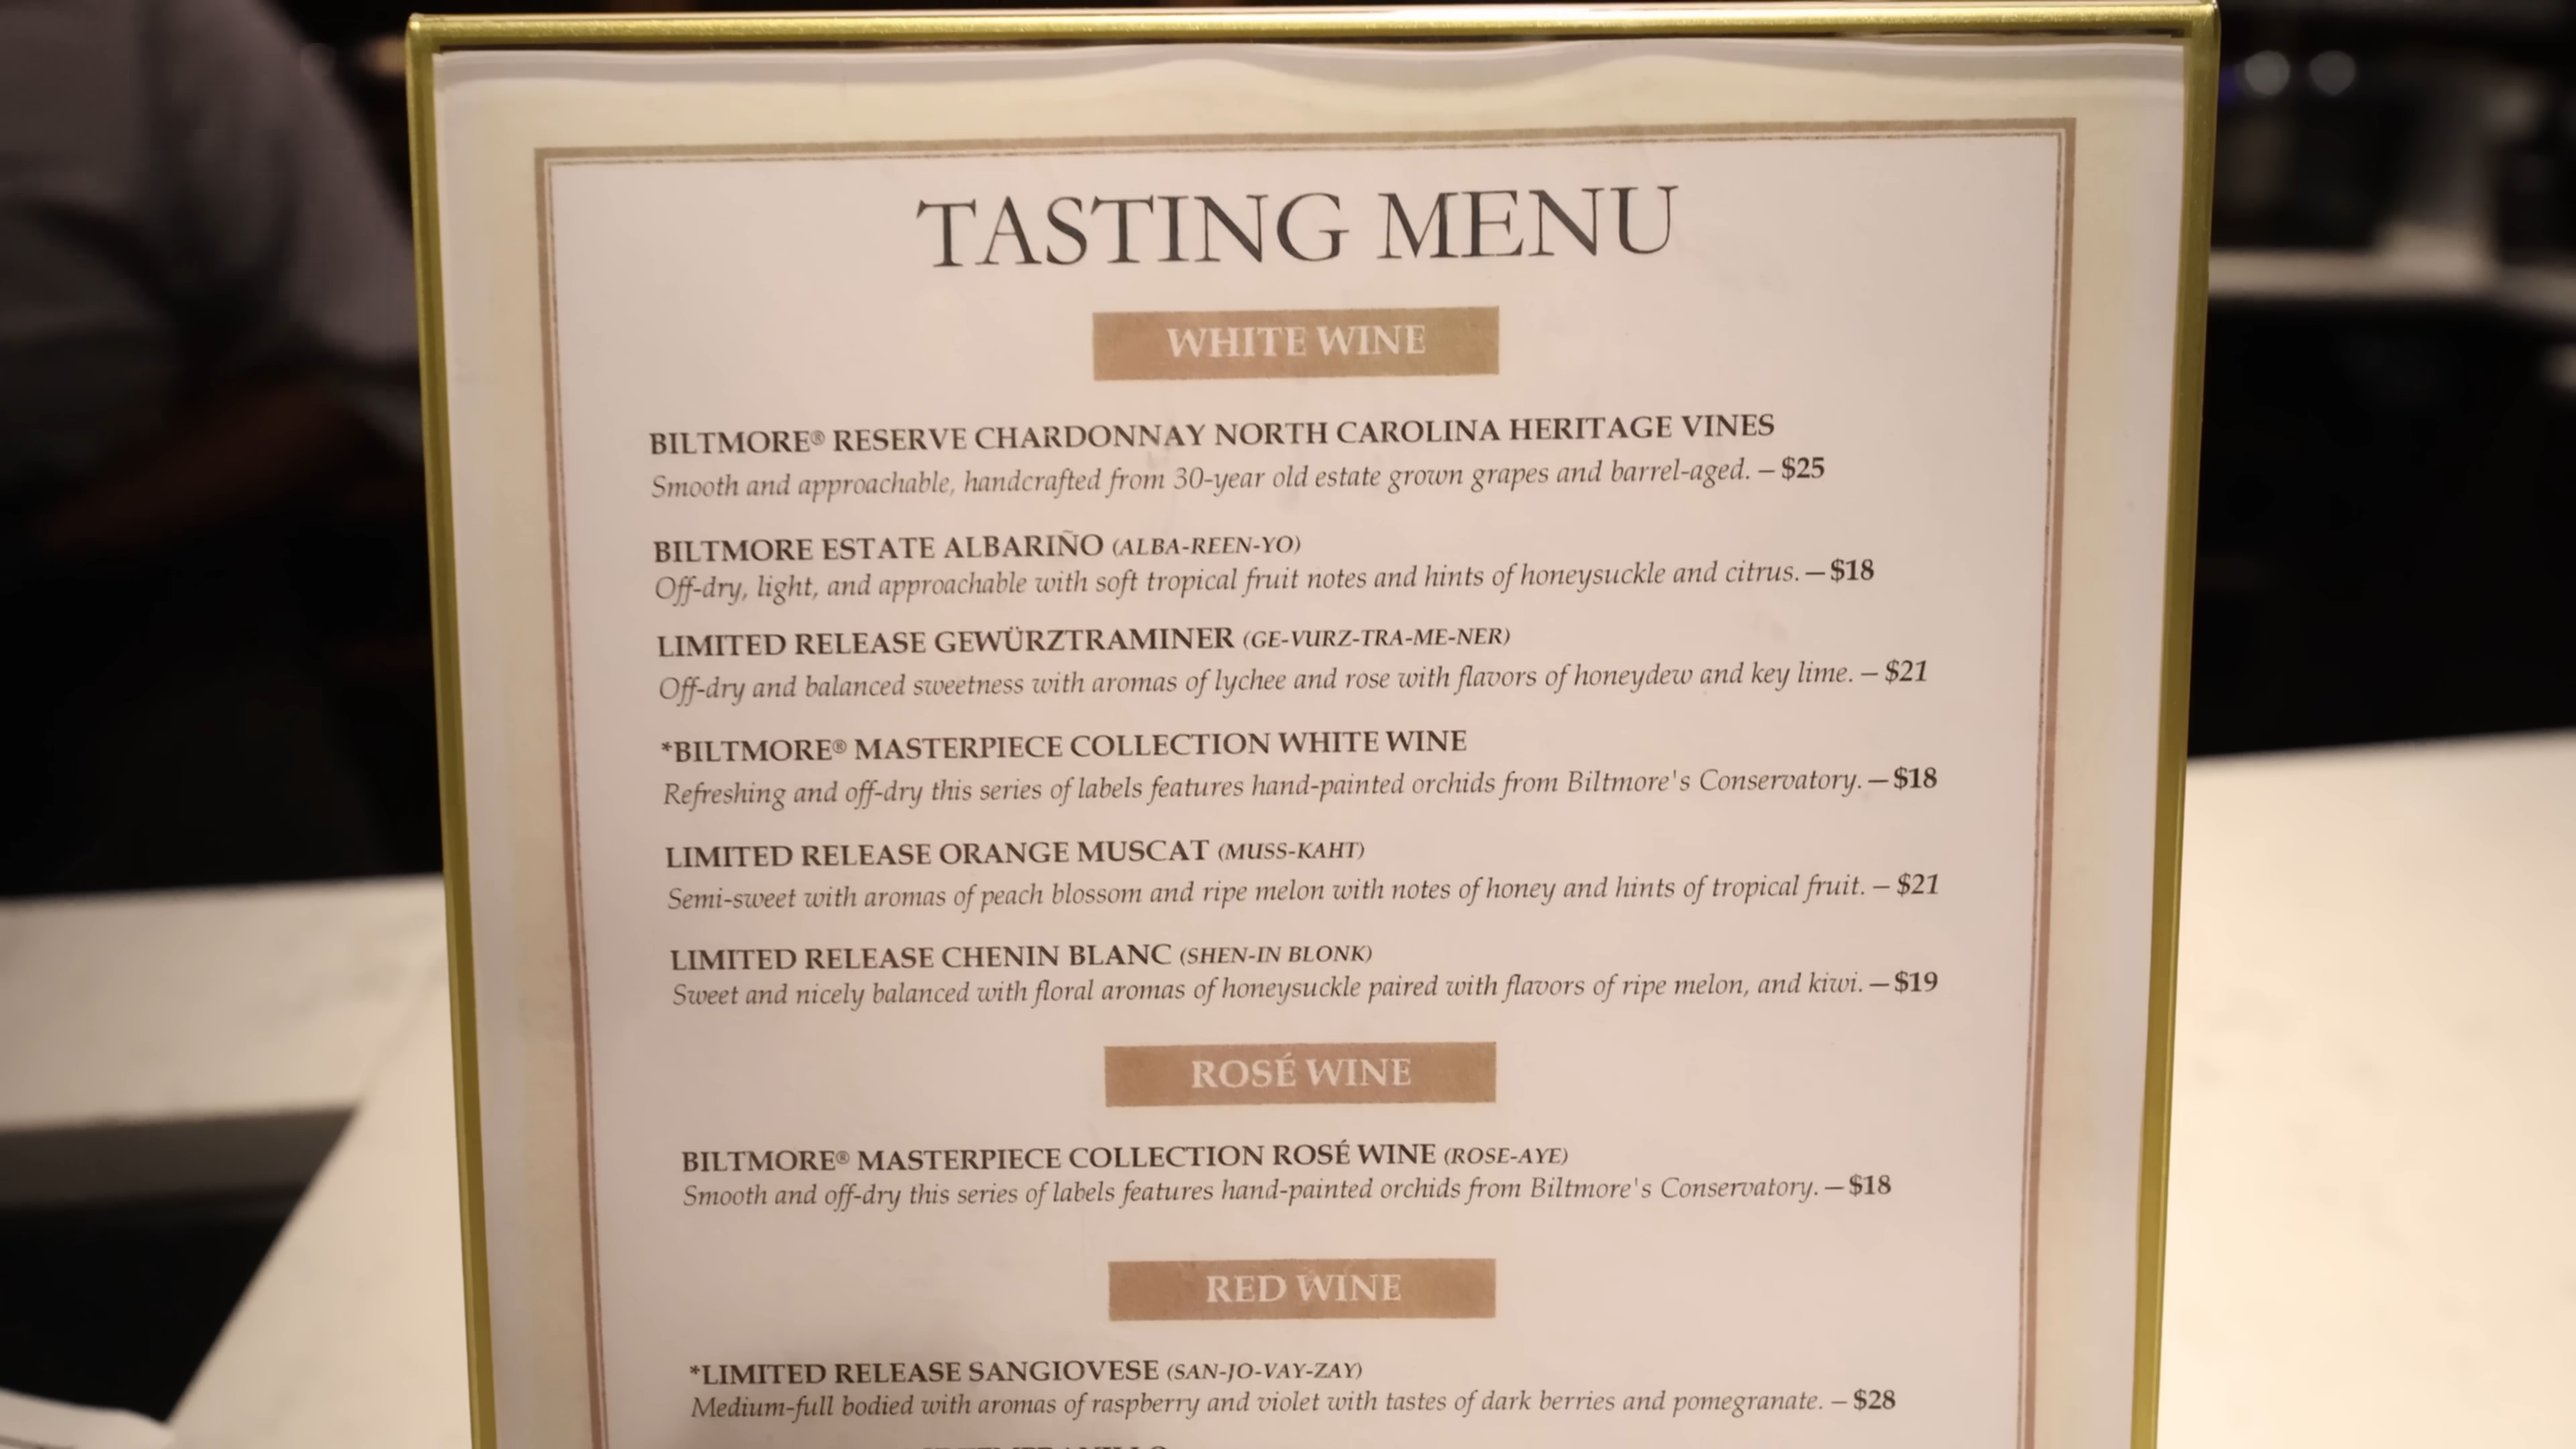 TASTING MENU
WHITE WINE
BILTMORE® RESERVE CHARDONNAY NORTH CAROLINA HERITAGE VINES
Smooth and approachable, handcrafted from 30-year old estate grown grapes and barrel-aged. – $25
BILTMORE ESTATE ALBARIÑO (ALBA-REEN-YO)
Off-dry, light, and approachable with soft tropical fruit notes and hints of honeysuckle and citrus. – $18
LIMITED RELEASE GEWÜRZTRAMINER (GE-VURZ-TRA-ME-NER)
Off-dry and balanced sweetness with aromas of lychee and rose with flavors of honeydew and key lime. – $21
*BILTMORE® MASTERPIECE COLLECTION WHITE WINE
Refreshing and off-dry this series of labels features hand-painted orchids from Biltmore's Conservatory. – $18
LIMITED RELEASE ORANGE MUSCAT (MUSS-KAHT)
Semi-sweet with aromas of peach blossom and ripe melon with notes of honey and hints of tropical fruit. – $21
LIMITED RELEASE CHENIN BLANC (SHEN-IN BLONK)
Sweet and nicely balanced with floral aromas of honeysuckle paired with flavors of ripe melon, and kiwi. – $19
ROSÉ WINE
BILTMORE® MASTERPIECE COLLECTION ROSÉ WINE (ROSE-AYE)
Smooth and off-dry this series of labels features hand-painted orchids from Biltmore's Conservatory. – $18
RED WINE
*LIMITED RELEASE SANGIOVESE (SAN-JO-VAY-ZAY)
Medium-full bodied with aromas of raspberry and violet with tastes of dark berries and pomegranate. – $28